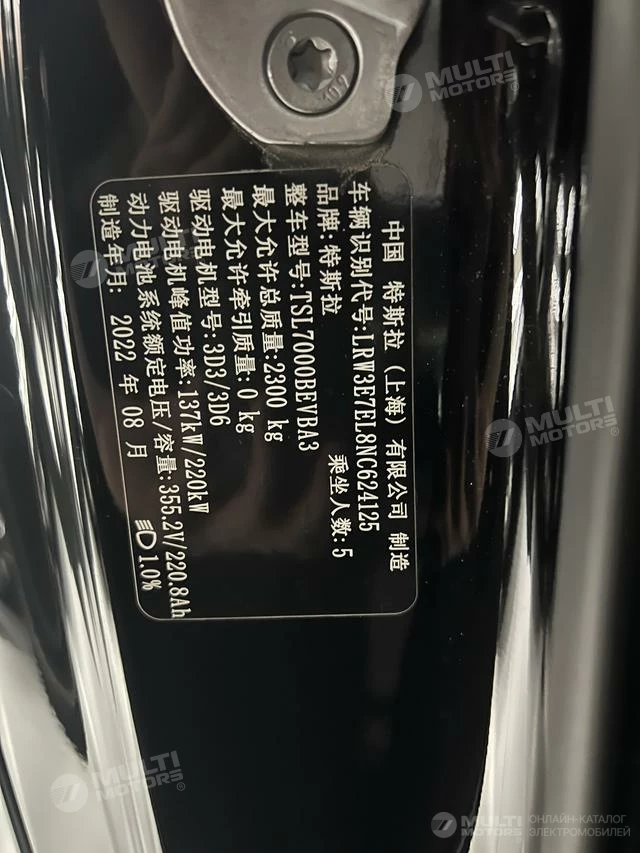 中国 特斯拉 (上海) 有限公司 制造
车辆识别代号:LRW3E7EL8NC624125
品牌:特斯拉 乘坐人数:5
整车型号:TSL7000BEVBA3
最大允许总质量:2300 kg
最大允许牵引质量:0 kg
驱动电机型号:3D3/3D6
驱动电机峰值功率:137kW/220kW
动力电池系统额定电压/容量:355.2V/220.8Ah
制造年月: 2022 年 08 月 1.0%
MULTI MOTORS®
MULTI MOTORS®
MULTI MOTORS®
MULTI MOTORS®
MULTI MOTORS® ОНЛАЙН-КАТАЛОГ
ЭЛЕКТРОМОБИЛЕЙ